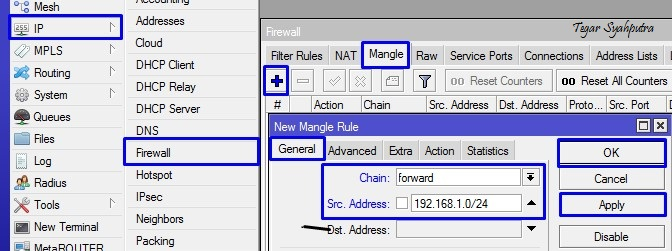 Mesh
IP
MPLS
Routing
System
Queues
Files
Log
Radius
Tools
New Terminal
MetaROUTER
Accounting
Addresses
Cloud
DHCP Client
DHCP Relay
DHCP Server
DNS
Firewall
Hotspot
IPsec
Neighbors
Packing
Firewall
Tegar Syahputra
Filter Rules NAT Mangle Raw Service Ports Connections Address Lists
00 Reset Counters 00 Reset All Counters
# Action Chain Src. Address Dst. Address Proto... Src. Port
New Mangle Rule
General Advanced Extra Action Statistics
Chain: forward
Src. Address: 192.168.1.0/24
Dst. Address:
OK
Cancel
Apply
Disable